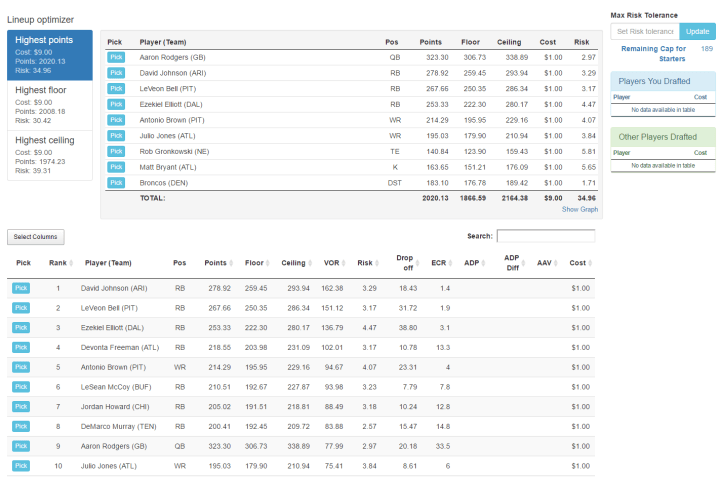 Lineup optimizer
Highest points
Cost: $9.00
Points: 2020.13
Risk: 34.96
Highest floor
Cost: $9.00
Points: 2008.18
Risk: 30.42
Highest ceiling
Cost: $9.00
Points: 1974.23
Risk: 39.31
Pick Player (Team) Pos Points Floor Ceiling Cost Risk
Pick Aaron Rodgers (GB) QB 323.30 306.73 338.89 $1.00 2.97
Pick David Johnson (ARI) RB 278.92 259.45 293.94 $1.00 3.29
Pick LeVeon Bell (PIT) RB 267.66 250.35 286.34 $1.00 3.17
Pick Ezekiel Elliott (DAL) RB 253.33 222.30 280.17 $1.00 4.47
Pick Antonio Brown (PIT) WR 214.29 195.95 229.16 $1.00 4.07
Pick Julio Jones (ATL) WR 195.03 179.90 210.94 $1.00 3.84
Pick Rob Gronkowski (NE) TE 140.84 123.90 159.43 $1.00 5.81
Pick Matt Bryant (ATL) K 163.65 151.21 176.09 $1.00 5.65
Pick Broncos (DEN) DST 183.10 176.78 189.42 $1.00 1.71
TOTAL: 2020.13 1866.59 2164.38 $9.00 34.96
Show Graph
Max Risk Tolerance
Set Risk tolerance Update
Remaining Cap for Starters 189
Players You Drafted
Player Cost
No data available in table
Other Players Drafted
Player Cost
No data available in table
Select Columns
Search:
Pick Rank Player (Team) Pos Points Floor Ceiling VOR Risk Drop off ECR ADP ADP Diff AAV Cost
Pick 1 David Johnson (ARI) RB 278.92 259.45 293.94 162.38 3.29 18.43 1.4 $1.00
Pick 2 LeVeon Bell (PIT) RB 267.66 250.35 286.34 151.12 3.17 31.72 1.9 $1.00
Pick 3 Ezekiel Elliott (DAL) RB 253.33 222.30 280.17 136.79 4.47 38.80 3.1 $1.00
Pick 4 Devonta Freeman (ATL) RB 218.55 203.98 231.09 102.01 3.17 10.78 13.3 $1.00
Pick 5 Antonio Brown (PIT) WR 214.29 195.95 229.16 94.67 4.07 23.31 4 $1.00
Pick 6 LeSean McCoy (BUF) RB 210.51 192.67 227.87 93.98 3.23 7.79 7.8 $1.00
Pick 7 Jordan Howard (CHI) RB 205.02 191.51 218.81 88.49 3.18 10.24 12.8 $1.00
Pick 8 DeMarco Murray (TEN) RB 200.41 192.45 209.72 83.88 2.57 15.47 14.8 $1.00
Pick 9 Aaron Rodgers (GB) QB 323.30 306.73 338.89 77.99 2.97 20.18 33.5 $1.00
Pick 10 Julio Jones (ATL) WR 195.03 179.90 210.94 75.41 3.84 8.61 6 $1.00